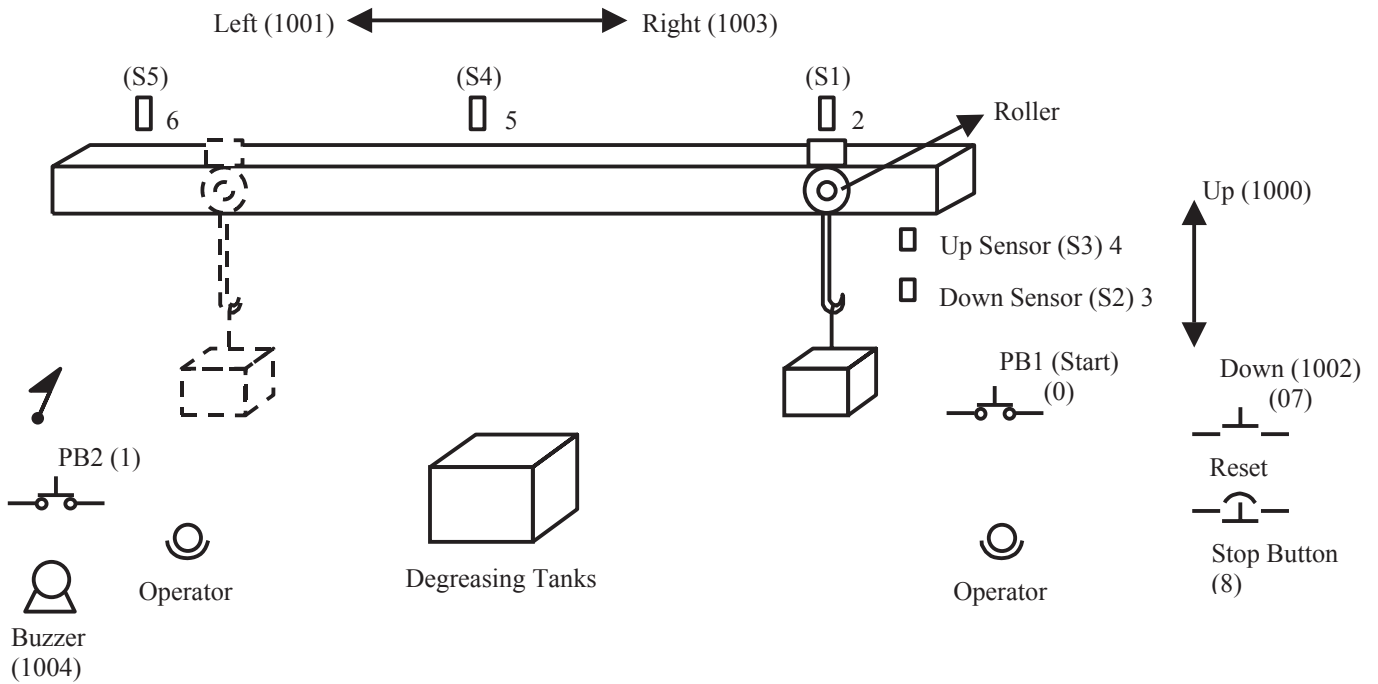 Left (1001)
Right (1003)
(S5)
(S4)
(S1)
6
5
2
Roller
Up (1000)
Up Sensor (S3) 4
Down Sensor (S2) 3
PB1 (Start)
(0)
Down (1002)
(07)
PB2 (1)
Reset
Stop Button
(8)
Degreasing Tanks
Operator
Operator
Buzzer
(1004)